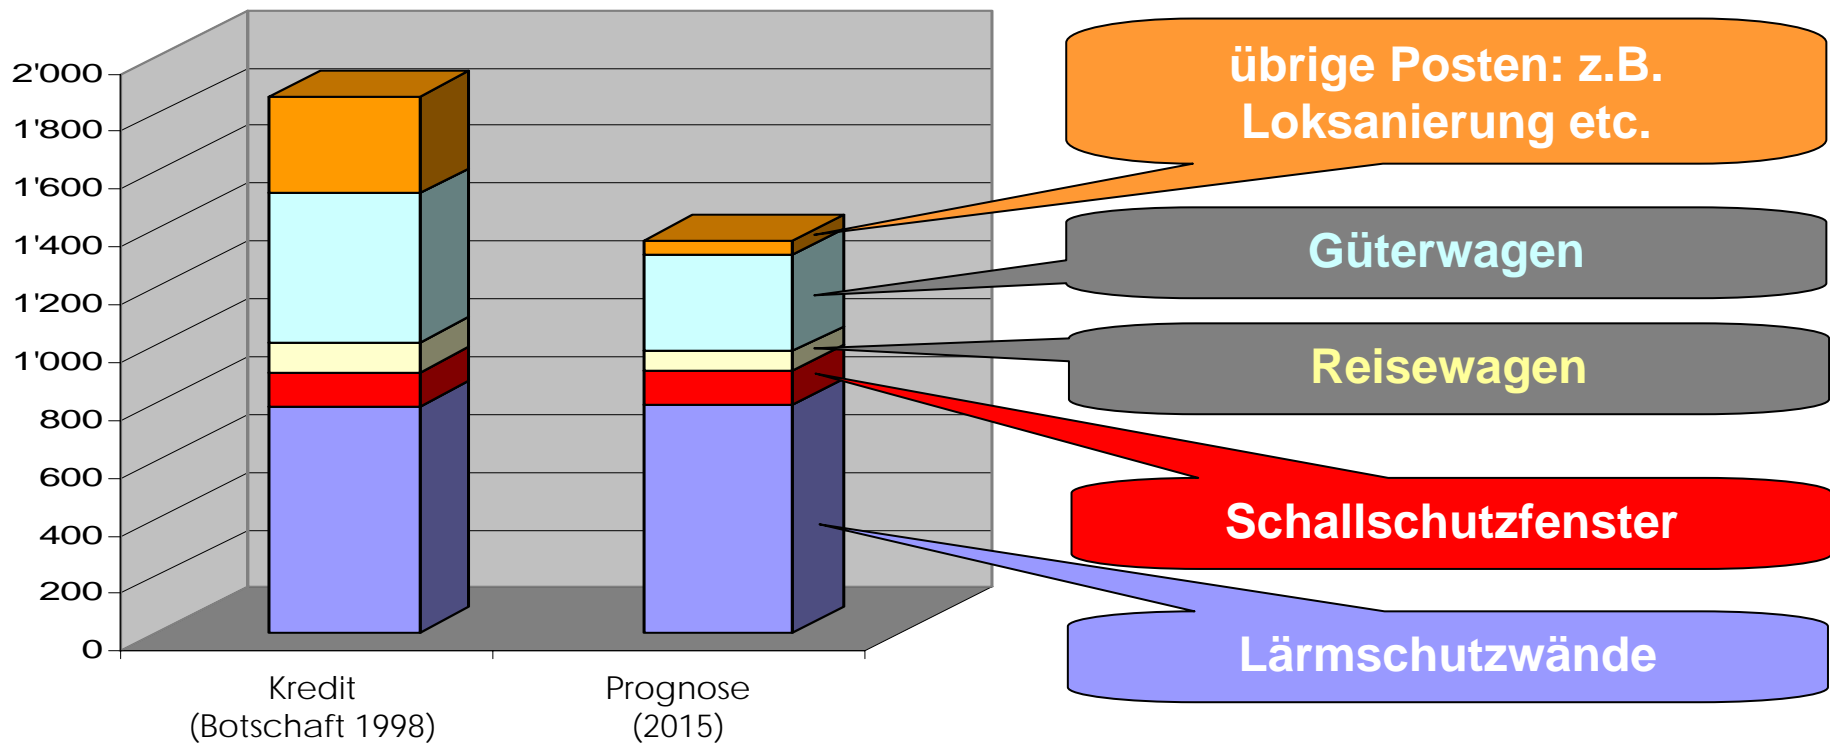 2'000
1'800
1'600
1'400
1'200
1'000
800
600
400
200
0
Kredit
(Botschaft 1998)
Prognose
(2015)
übrige Posten: z.B.
Loksanierung etc.
Güterwagen
Reisewagen
Schallschutzfenster
Lärmschutzwände